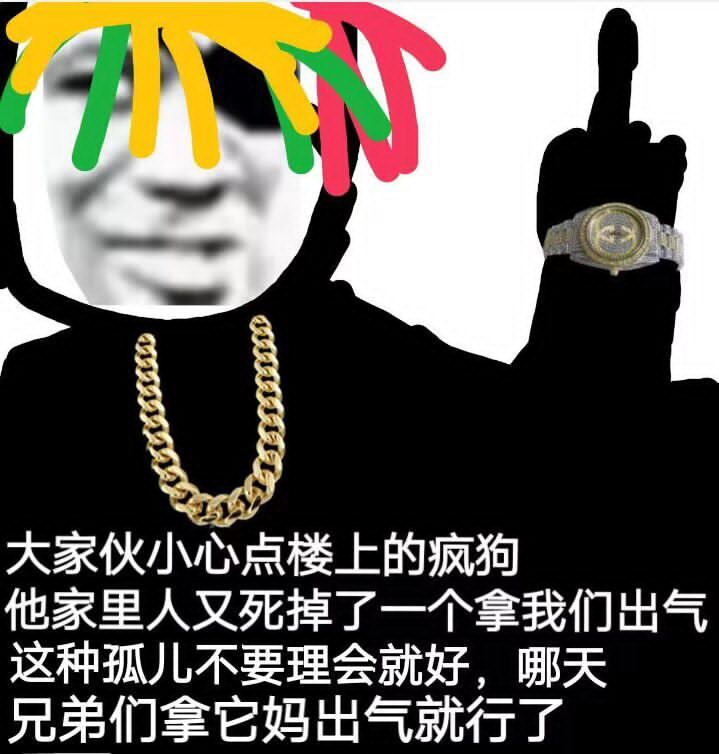 大家伙小心点楼上的疯狗
他家里人又死掉了一个拿我们出气
这种孤儿不要理会就好，哪天
兄弟们拿它妈出气就行了